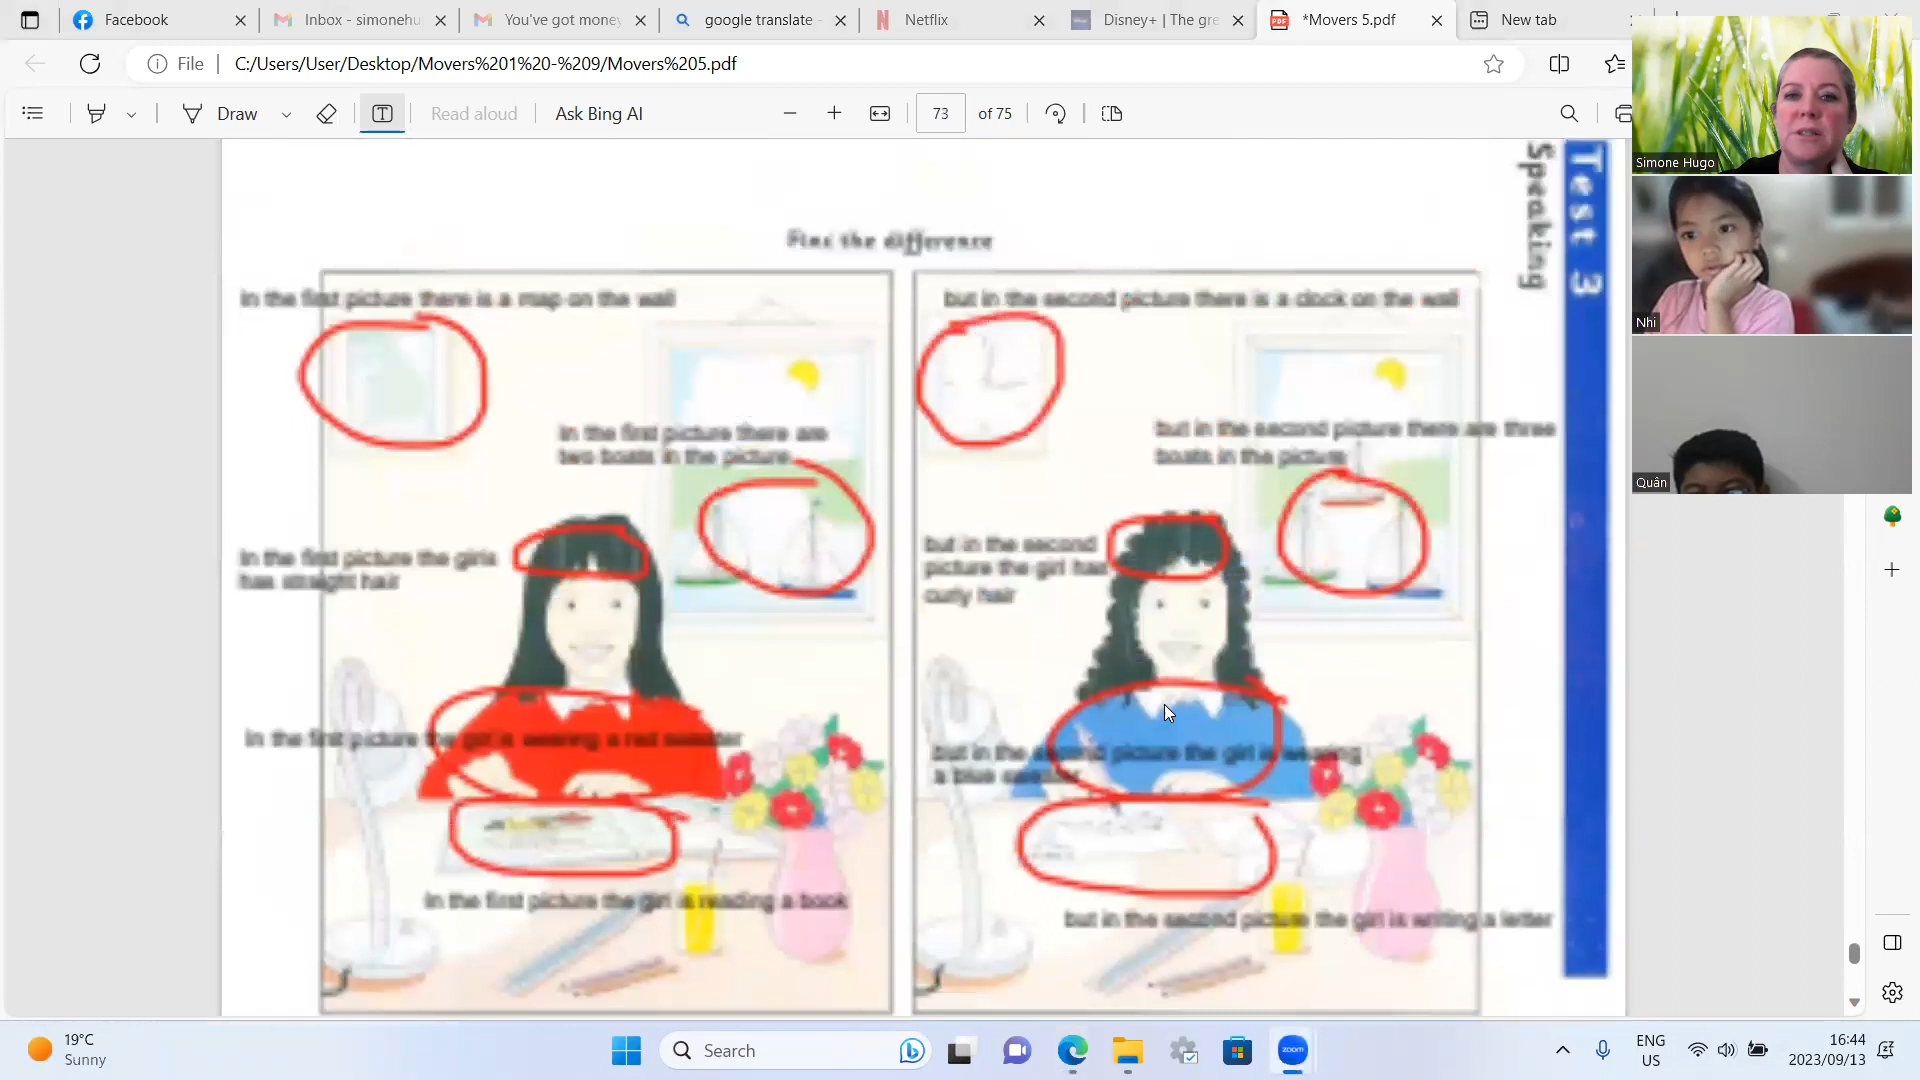 Facebook
Inbox - simonehu
You've got money
google translate -
Netflix
Disney+ | The gre
*Movers 5.pdf
New tab
File
C:/Users/User/Desktop/Movers%201%20-%209/Movers%205.pdf
Draw
Read aloud
Ask Bing AI
73
of 75
Simone Hugo
Nhi
Quân
Test 3
Speaking
Find the difference
In the first picture there is a map on the wall
but in the second picture there is a clock on the wall
In the first picture there are
two boats in the picture
but in the second picture there are three
boats in the picture
In the first picture the girls
has straight hair
but in the second
picture the girl has
curly hair
In the first picture the girl is wearing a red sweater
but in the second picture the girl is wearing
a blue sweater
In the first picture the girl is reading a book
but in the second picture the girl is writing a letter
19°C
Sunny
Search
zoom
ENG
US
16:44
2023/09/13